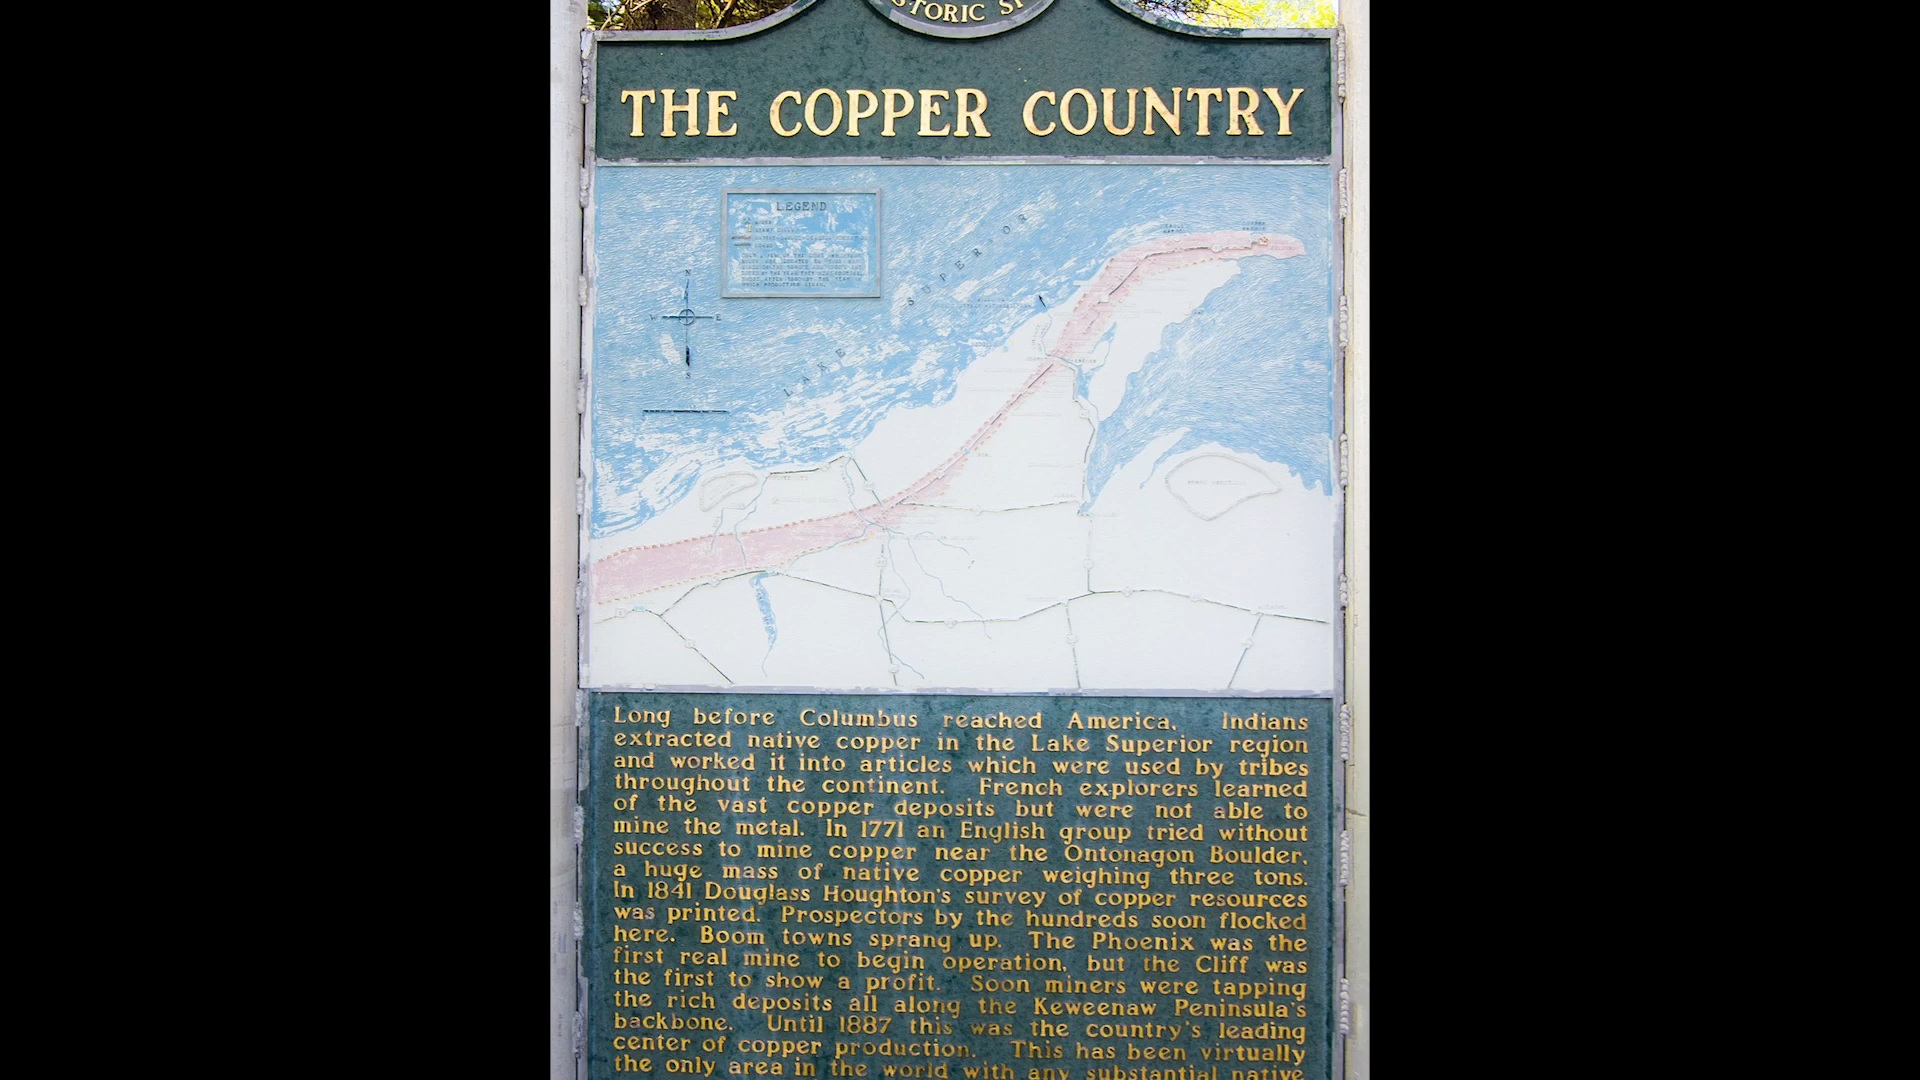 THE COPPER COUNTRY
LEGEND
N
W E
S
LAKE SUPERIOR
Long before Columbus reached America, Indians
extracted native copper in the Lake Superior region
and worked it into articles which were used by tribes
throughout the continent. French explorers learned
of the vast copper deposits but were not able to
mine the metal. In 1771 an English group tried without
success to mine copper near the Ontonagon Boulder,
a huge mass of native copper weighing three tons.
In 1841 Douglass Houghton's survey of copper resources
was printed. Prospectors by the hundreds soon flocked
here. Boom towns sprang up. The Phoenix was the
first real mine to begin operation, but the Cliff was
the first to show a profit. Soon miners were tapping
the rich deposits all along the Keweenaw Peninsula's
backbone. Until 1887 this was the country's leading
center of copper production. This has been virtually
the only area in the world with any substantial native